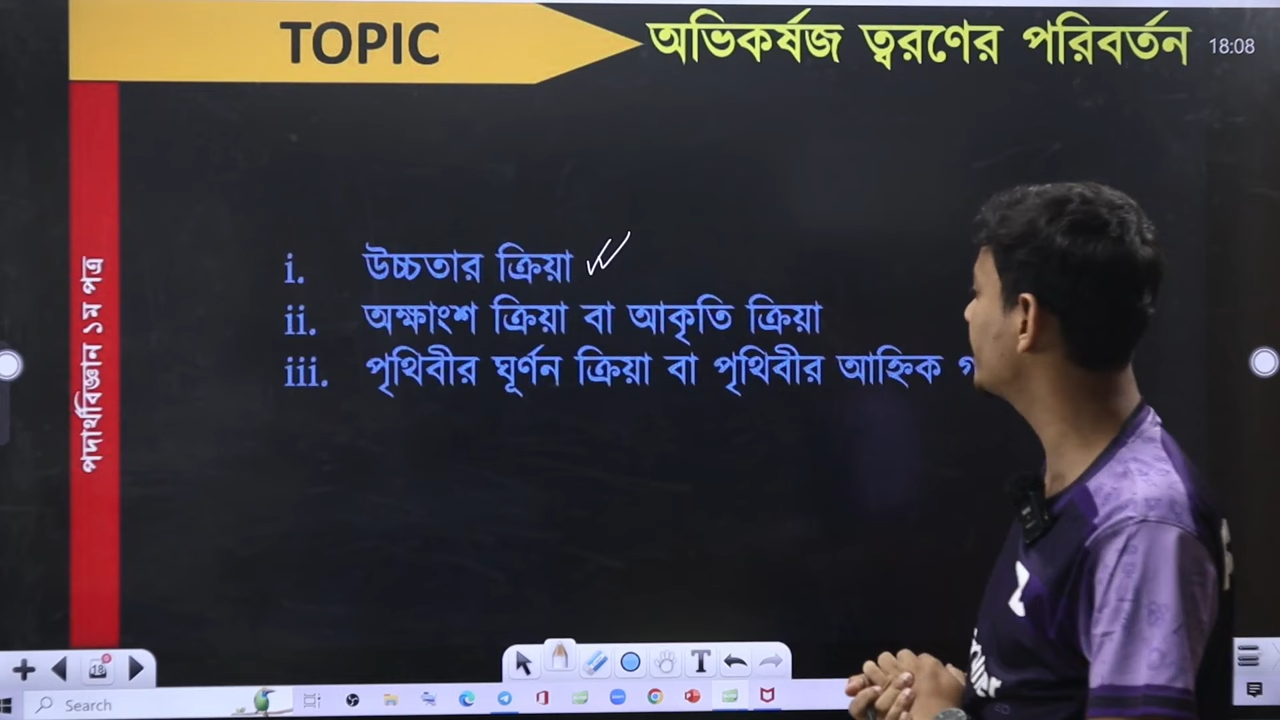 TOPIC
অভিকর্ষজ ত্বরণের পরিবর্তন
18:08
পদার্থবিজ্ঞান ১ম পত্র
i. উচ্চতার ক্রিয়া
ii. অক্ষাংশ ক্রিয়া বা আকৃতি ক্রিয়া
iii. পৃথিবীর ঘূর্ণন ক্রিয়া বা পৃথিবীর আহ্নিক
18
T
Search